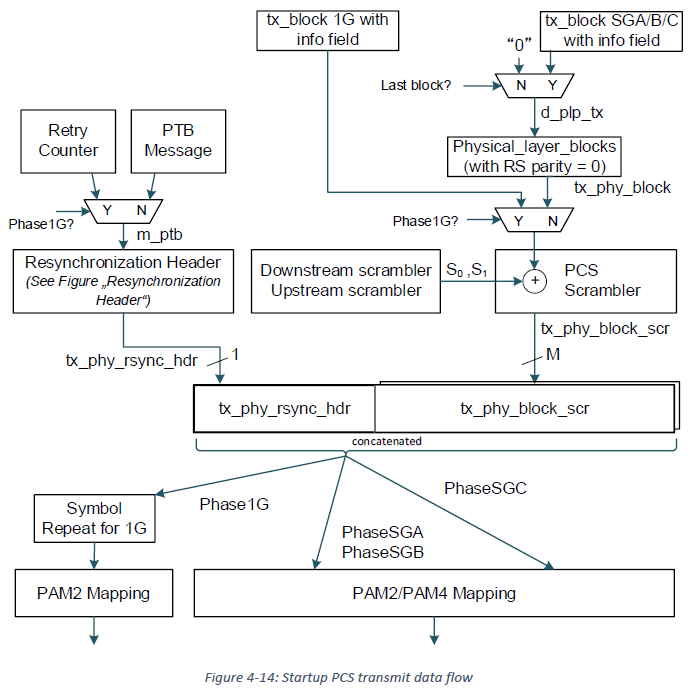 tx_block 1G with
info field
tx_block SGA/B/C
with info field
“0”
Last block?
N Y
d_plp_tx
Retry
Counter
PTB
Message
Physical_layer_blocks
(with RS parity = 0)
tx_phy_block
Phase1G?
Y N
m_ptb
Phase1G?
Y N
Resynchronization Header
(See Figure „Resynchronization
Header“)
Downstream scrambler
Upstream scrambler
S0 ,S1
+
PCS
Scrambler
tx_phy_block_scr
tx_phy_rsync_hdr
1
M
tx_phy_rsync_hdr
tx_phy_block_scr
concatenated
Phase1G
PhaseSGC
Symbol
Repeat for 1G
PhaseSGA
PhaseSGB
PAM2 Mapping
PAM2/PAM4 Mapping
Figure 4-14: Startup PCS transmit data flow